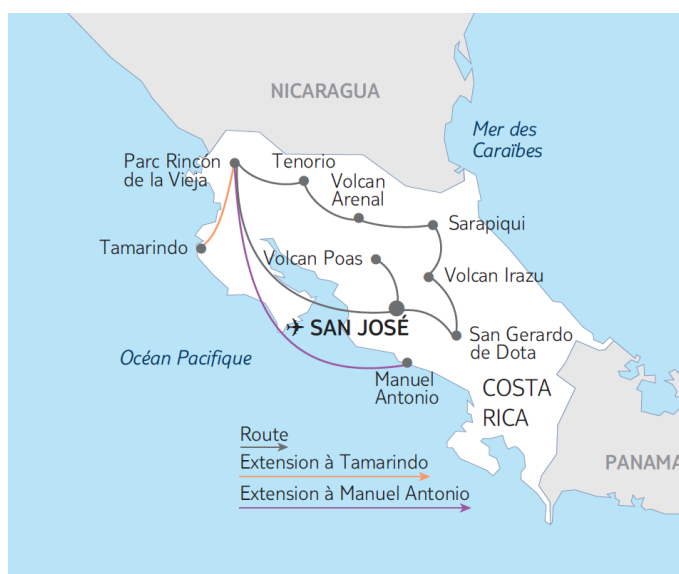 NICARAGUA
Mer des
Caraïbes
Parc Rincón
de la Vieja
Tenorio
Volcan
Arenal
Sarapiqui
Tamarindo
Volcan Poas
Volcan Irazu
SAN JOSÉ
San Gerardo
de Dota
Océan Pacifique
Manuel
Antonio
COSTA
RICA
Route
Extension à Tamarindo
Extension à Manuel Antonio
PANAMA